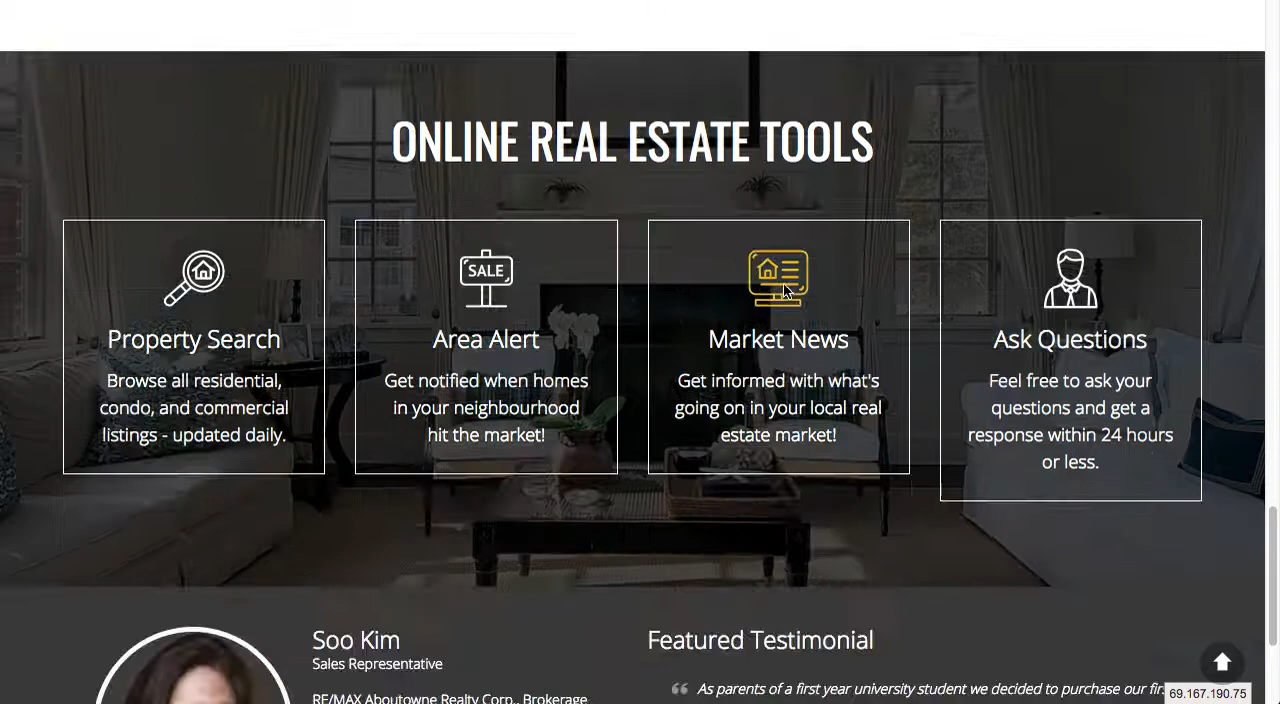 ONLINE REAL ESTATE TOOLS
SALE
Property Search
Browse all residential,
condo, and commercial
listings - updated daily.
Area Alert
Get notified when homes
in your neighbourhood
hit the market!
Market News
Get informed with what's
going on in your local real
estate market!
Ask Questions
Feel free to ask your
questions and get a
response within 24 hours
or less.
Soo Kim
Sales Representative
RE/MAX Aboutowne Realty Corp., Brokerage
Featured Testimonial
“ As parents of a first year university student we decided to purchase our
69.167.190.75